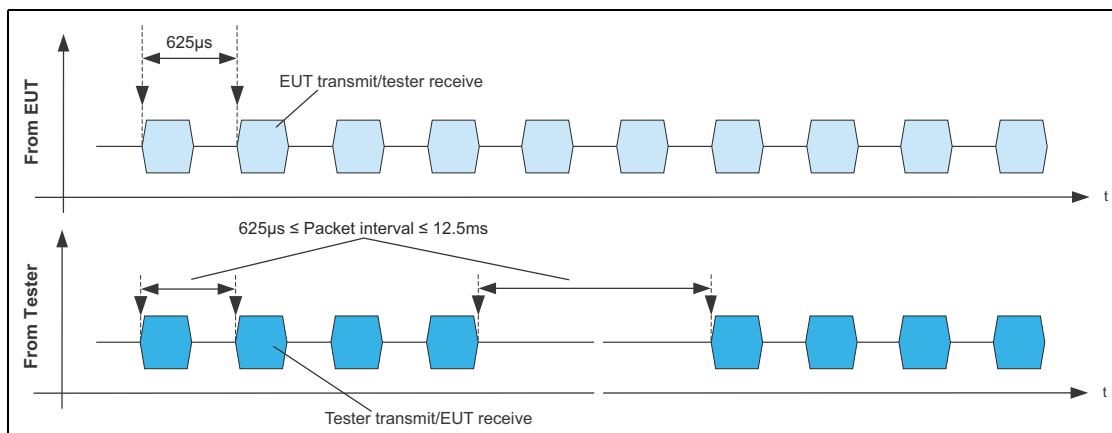 625µs
EUT transmit/tester receive
From EUT
t
625µs ≤ Packet interval ≤ 12.5ms
From Tester
t
Tester transmit/EUT receive